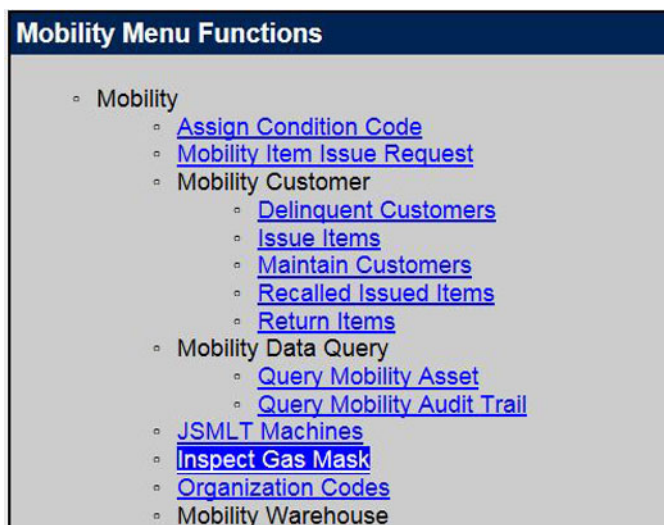 Mobility Menu Functions
Mobility
Assign Condition Code
Mobility Item Issue Request
Mobility Customer
Delinquent Customers
Issue Items
Maintain Customers
Recalled Issued Items
Return Items
Mobility Data Query
Query Mobility Asset
Query Mobility Audit Trail
JSMLT Machines
Inspect Gas Mask
Organization Codes
Mobility Warehouse